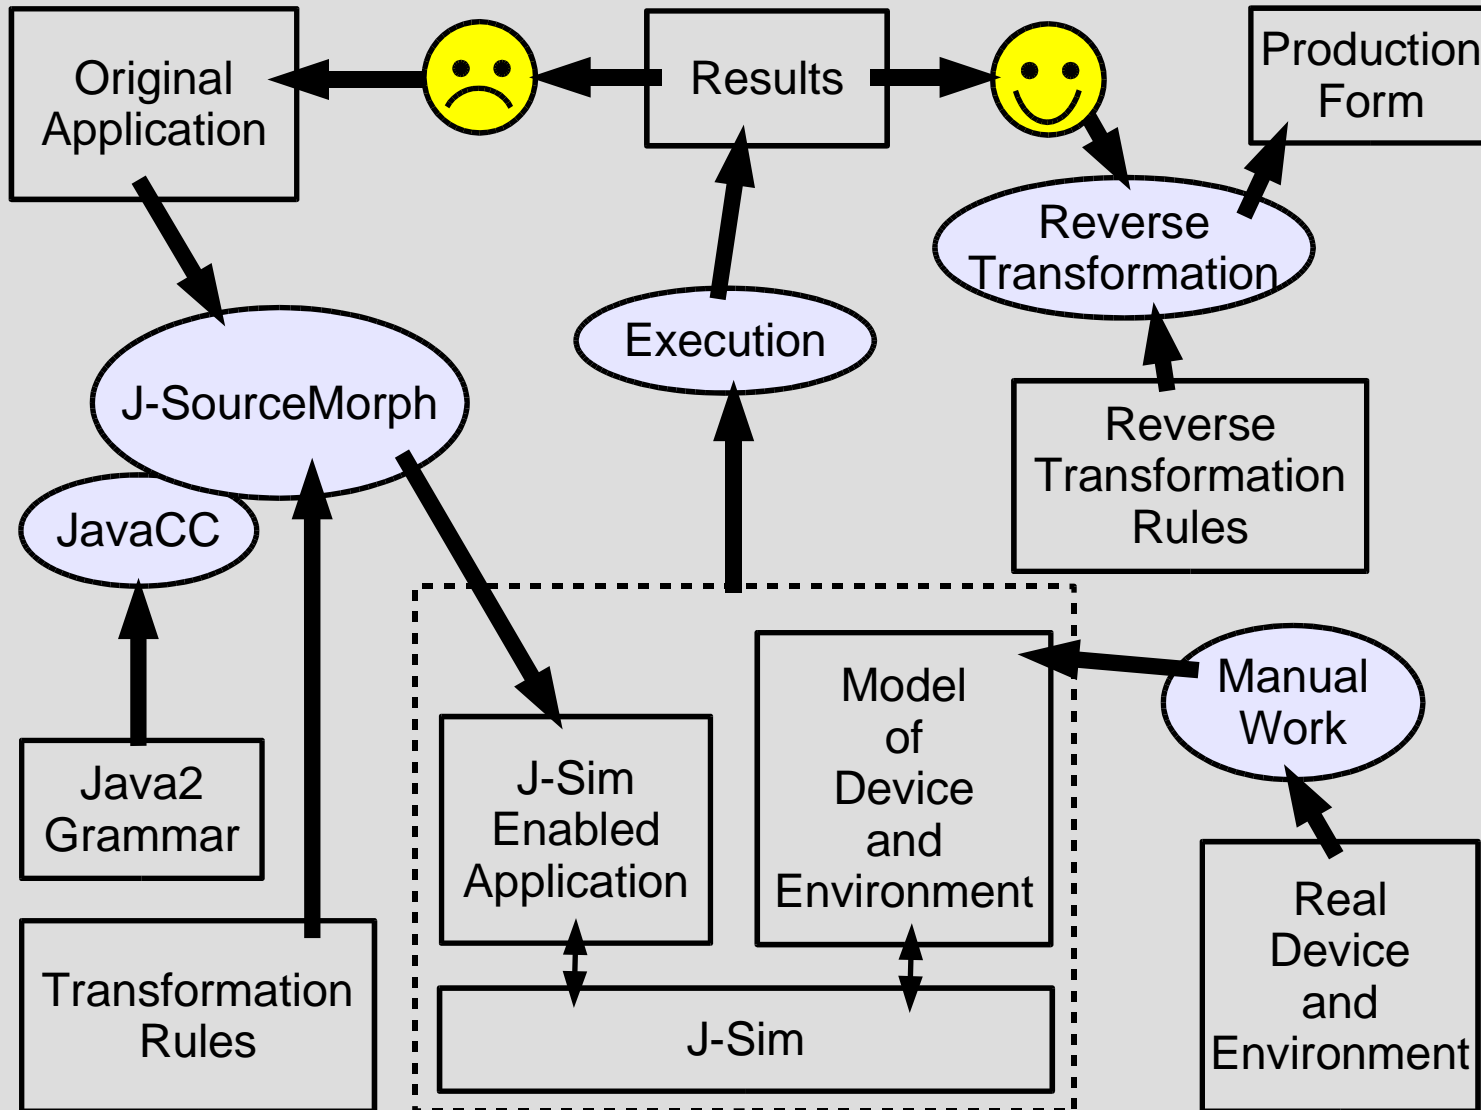 Original
Application
Results
Production
Form
Reverse
Transformation
Execution
J-SourceMorph
Reverse
Transformation
Rules
JavaCC
Java2
Grammar
J-Sim
Enabled
Application
Model
of
Device
and
Environment
Manual
Work
Transformation
Rules
J-Sim
Real
Device
and
Environment